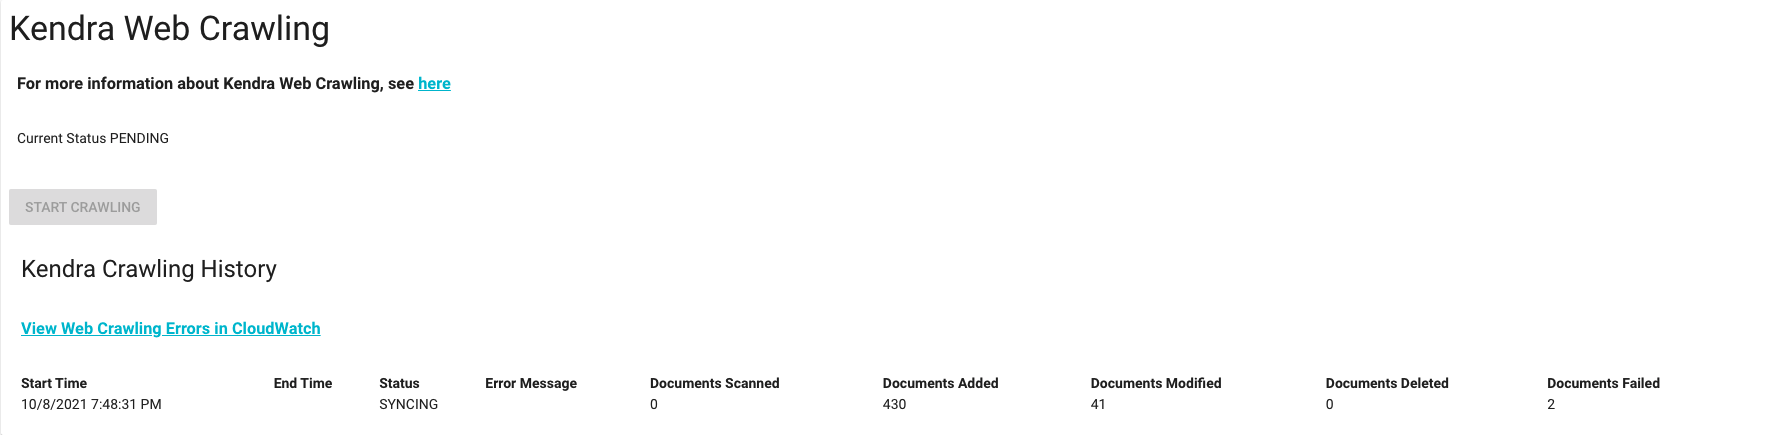 Kendra Web Crawling
For more information about Kendra Web Crawling, see here
Current Status PENDING
START CRAWLING
Kendra Crawling History
View Web Crawling Errors in CloudWatch
Start Time End Time Status Error Message Documents Scanned Documents Added Documents Modified Documents Deleted Documents Failed
10/8/2021 7:48:31 PM SYNCING 0 430 41 0 2